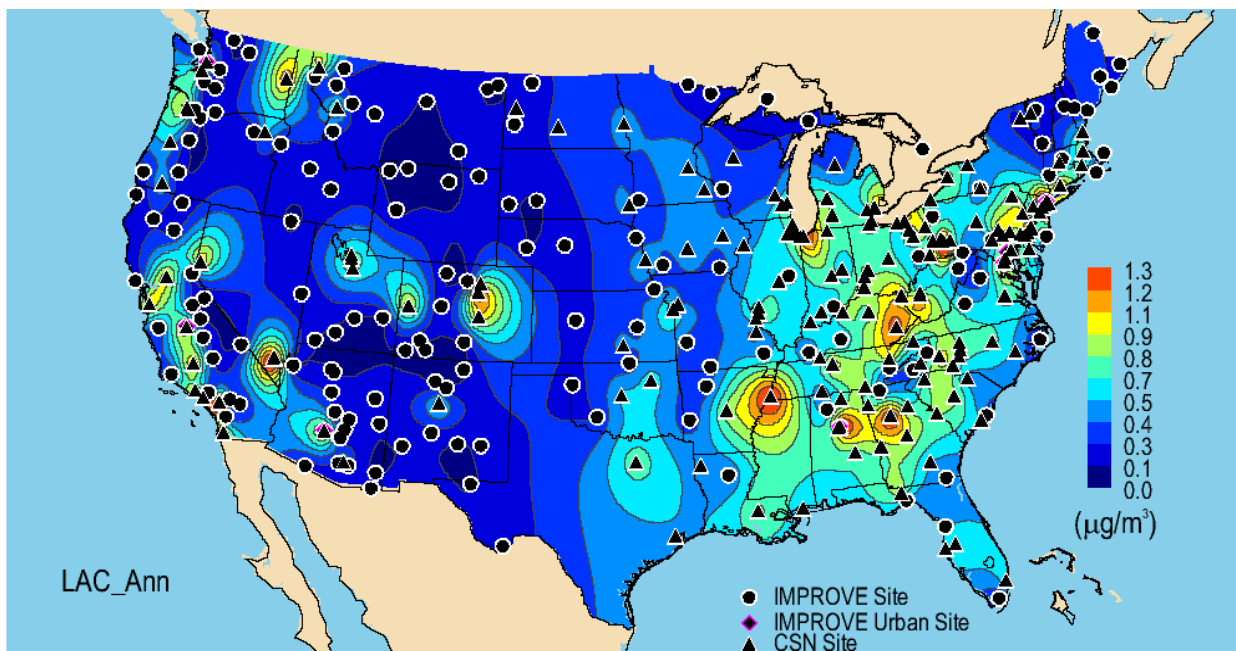 1.3
1.2
1.1
0.9
0.8
0.7
0.5
0.4
0.3
0.1
0.0
(µg/m³)
LAC_Ann
IMPROVE Site
IMPROVE Urban Site
CSN Site